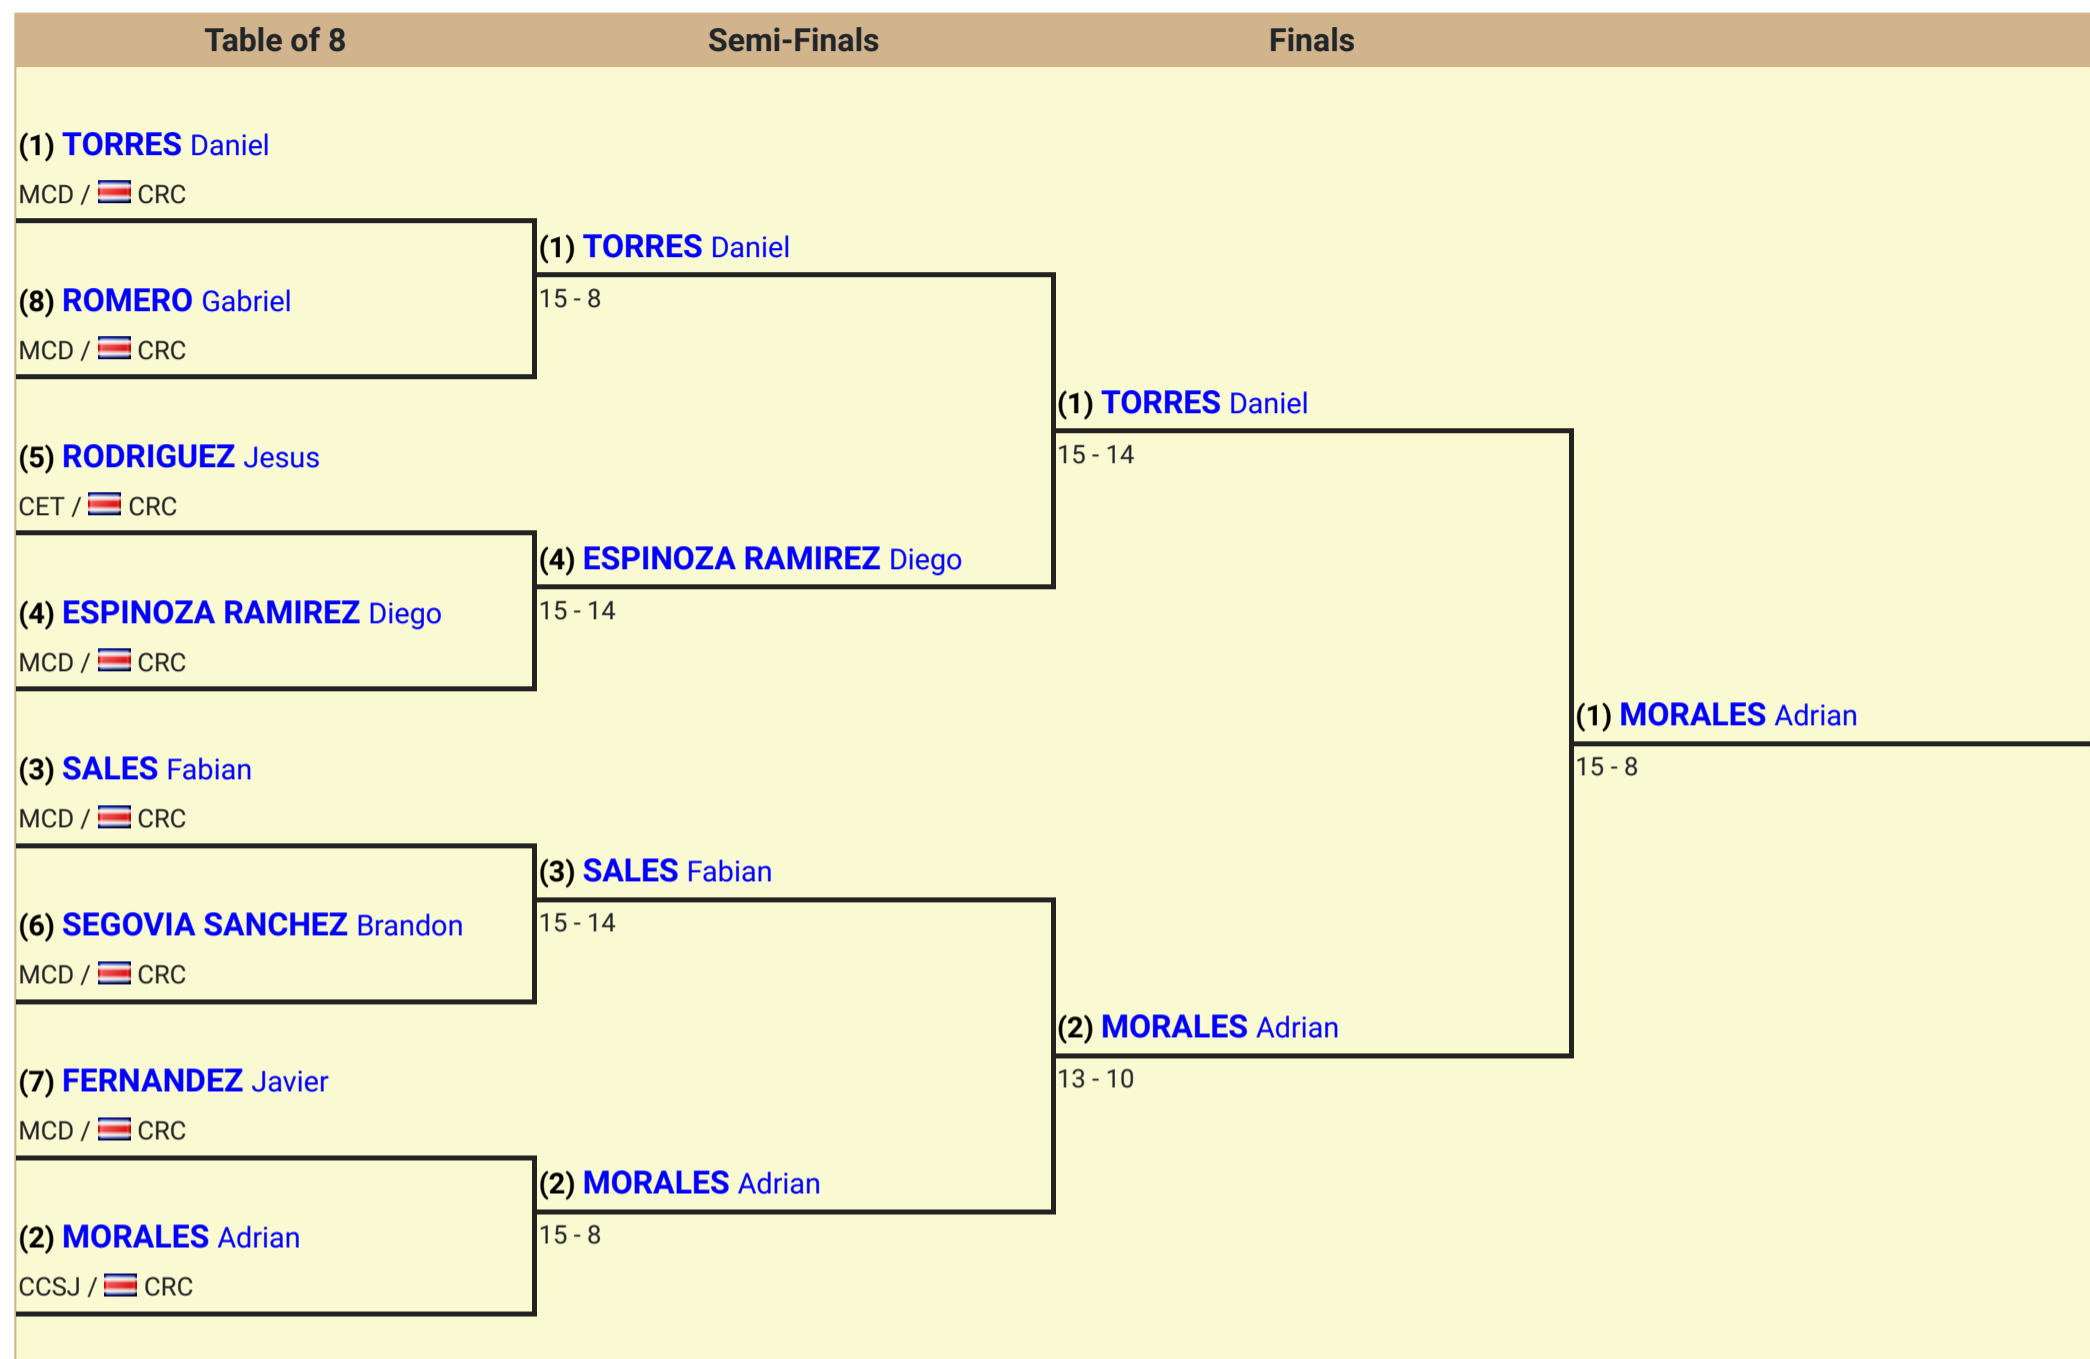 Table of 8
Semi-Finals
Finals
(1) TORRES Daniel
MCD / CRC
(8) ROMERO Gabriel
MCD / CRC
(5) RODRIGUEZ Jesus
CET / CRC
(4) ESPINOZA RAMIREZ Diego
MCD / CRC
(3) SALES Fabian
MCD / CRC
(6) SEGOVIA SANCHEZ Brandon
MCD / CRC
(7) FERNANDEZ Javier
MCD / CRC
(2) MORALES Adrian
CCSJ / CRC
(1) TORRES Daniel
15 - 8
(4) ESPINOZA RAMIREZ Diego
15 - 14
(3) SALES Fabian
15 - 14
(2) MORALES Adrian
15 - 8
(1) TORRES Daniel
15 - 14
(2) MORALES Adrian
13 - 10
(1) MORALES Adrian
15 - 8